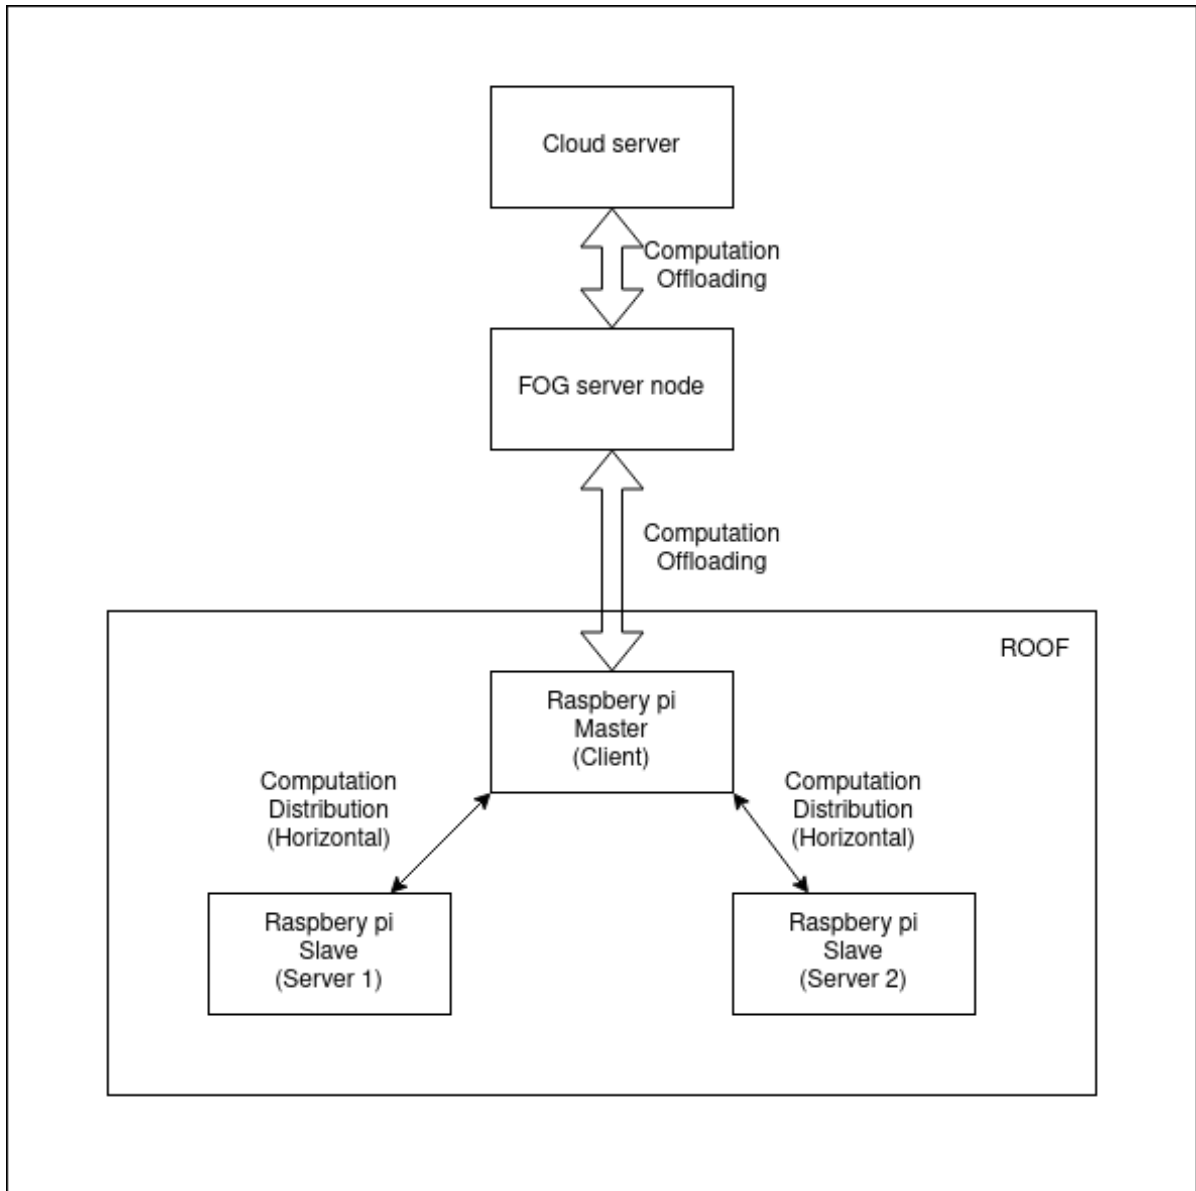 Cloud server
Computation
Offloading
FOG server node
Computation
Offloading
ROOF
Raspbery pi
Master
(Client)
Computation
Distribution
(Horizontal)
Computation
Distribution
(Horizontal)
Raspbery pi
Slave
(Server 1)
Raspbery pi
Slave
(Server 2)